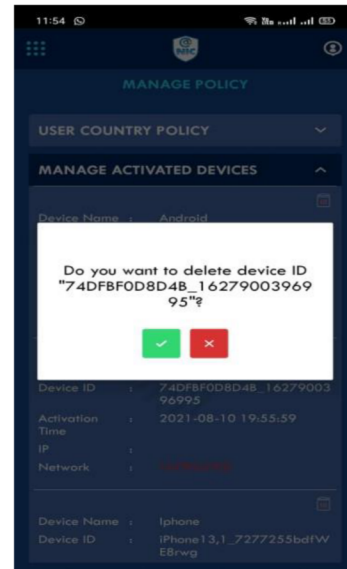 11:54
NIC
MANAGE POLICY
USER COUNTRY POLICY
MANAGE ACTIVATED DEVICES
Device Name : Android
Do you want to delete device ID
"74DFBF0D8D4B_16279003969
95"?
Device ID : 74DFBF0D8D4B_16279003
96995
Activation : 2021-08-10 19:55:59
Time
IP :
Network :
Device Name : Iphone
Device ID : iPhone13,1_7277255bdfW
E8rwg